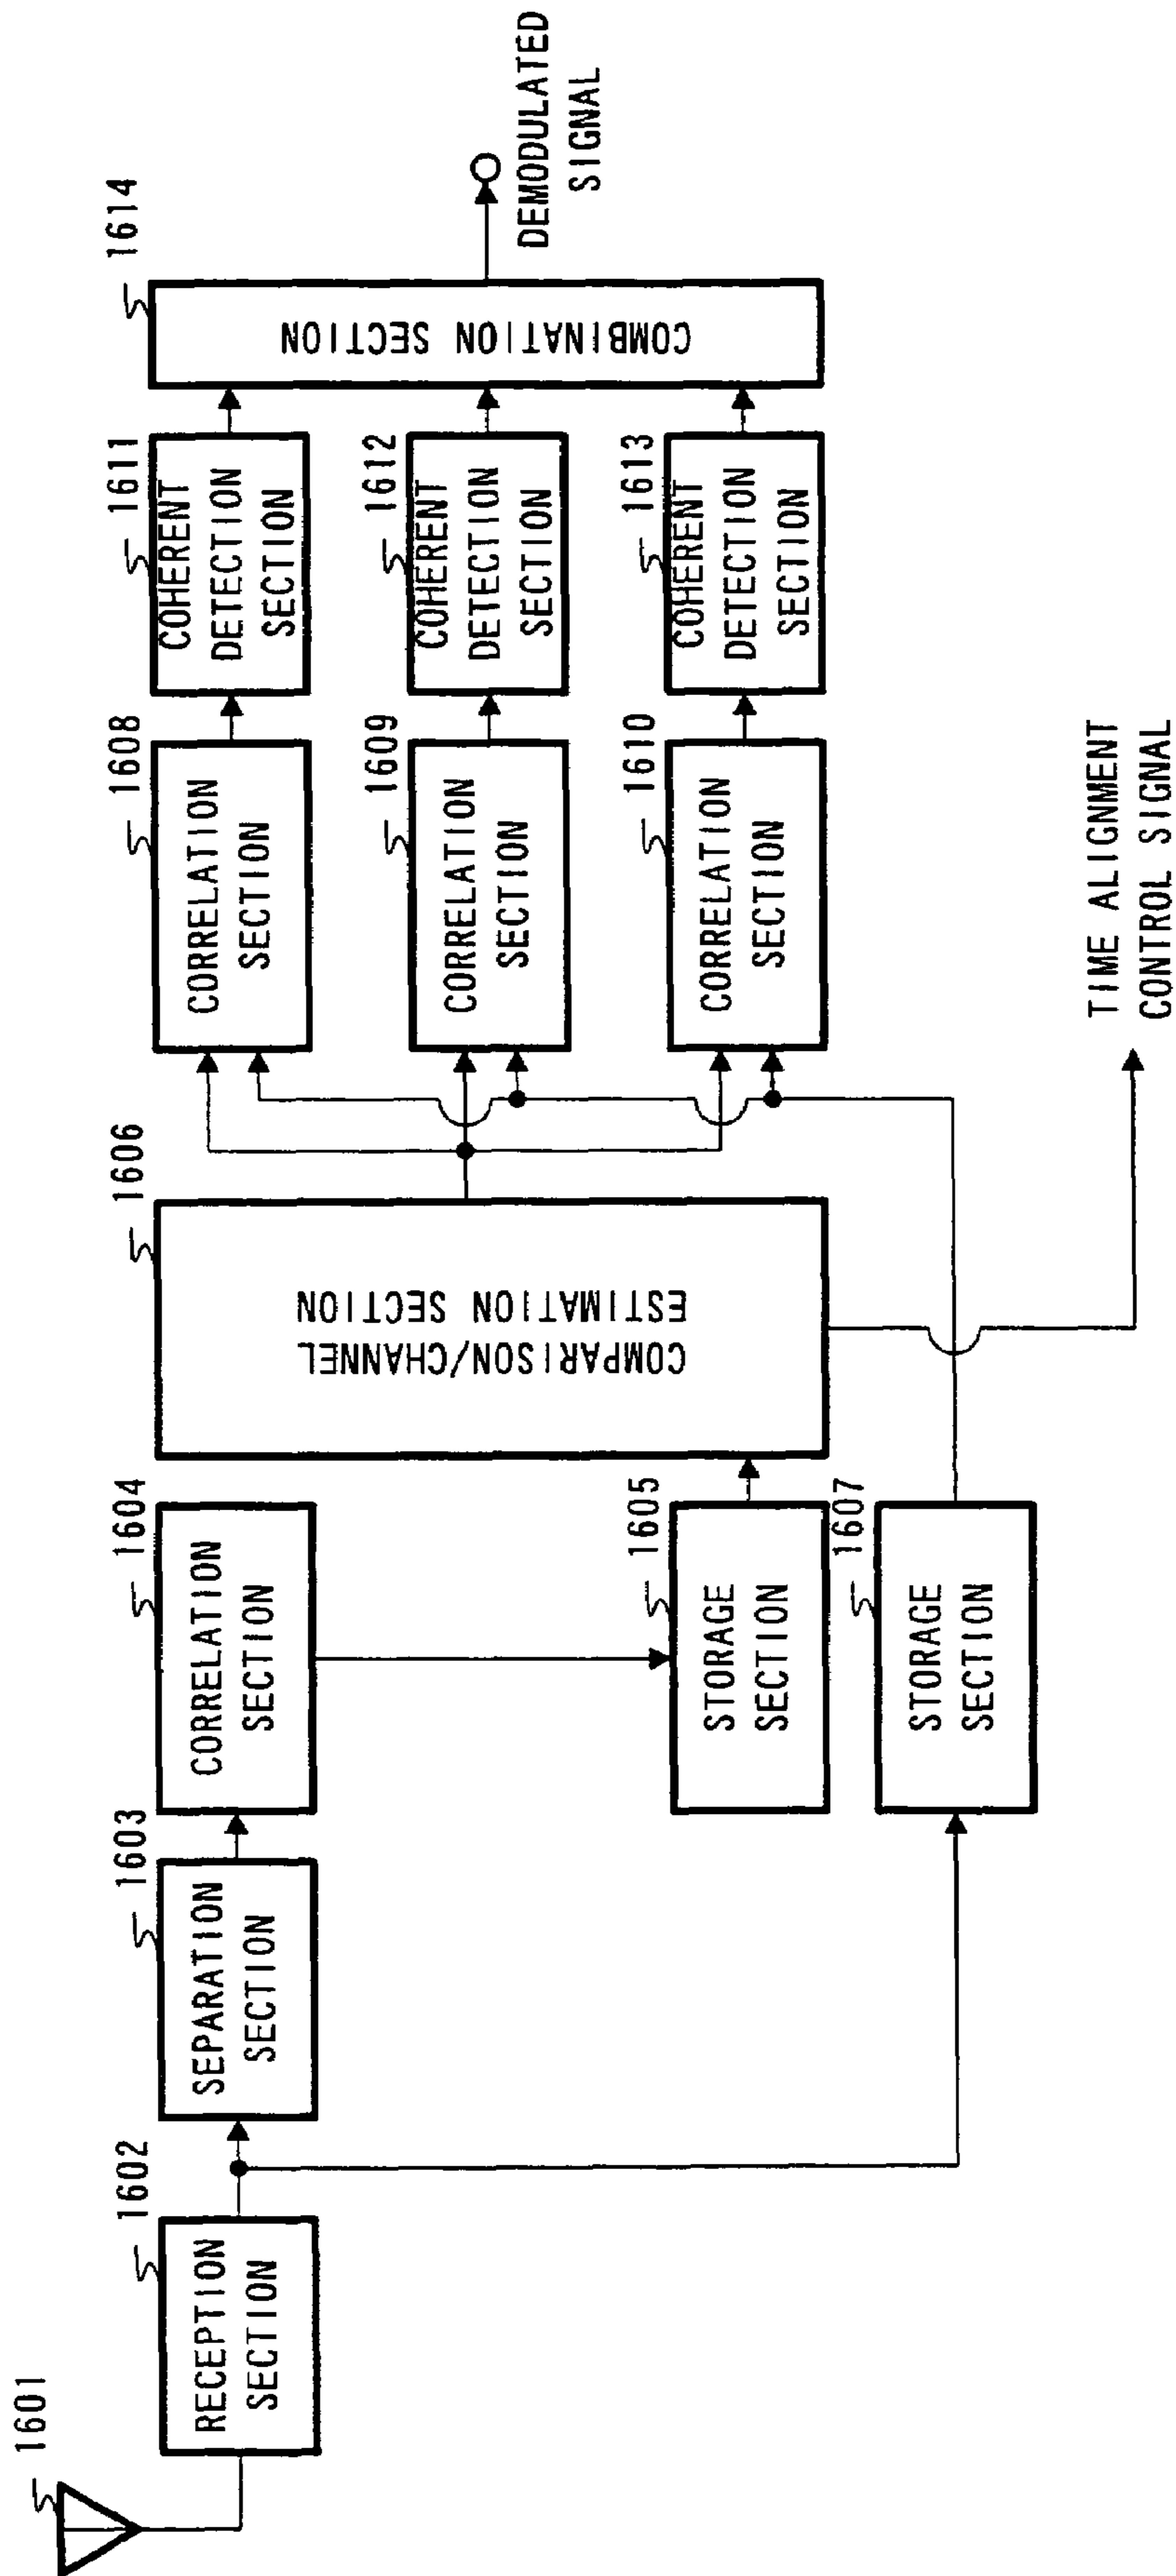 1601
1602
RECEPTION
SECTION
1603
SEPARATION
SECTION
1604
CORRELATION
SECTION
1605
STORAGE
SECTION
1607
STORAGE
SECTION
1606
COMPARISON/CHANNEL
ESTIMATION SECTION
1608
CORRELATION
SECTION
1609
CORRELATION
SECTION
1610
CORRELATION
SECTION
1611
COHERENT
DETECTION
SECTION
1612
COHERENT
DETECTION
SECTION
1613
COHERENT
DETECTION
SECTION
1614
COMBINATION SECTION
DEMODULATED
SIGNAL
TIME ALIGNMENT
CONTROL SIGNAL